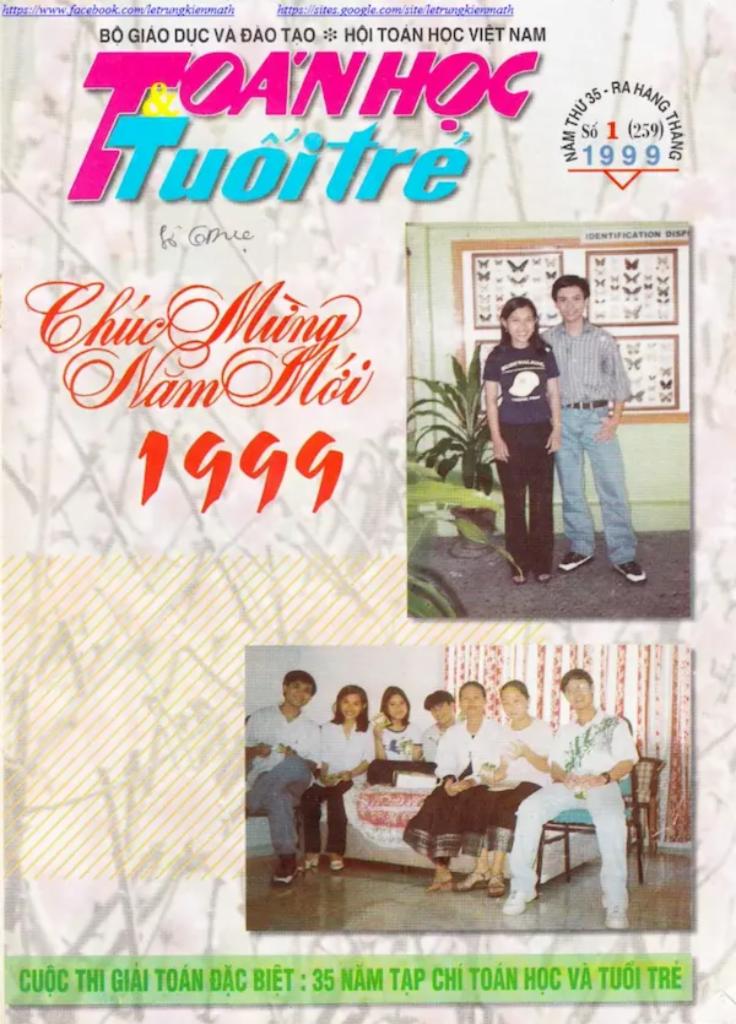 https://www.facebook.com/letrungkienmath https://sites.google.com/site/letrungkienmath
BỘ GIÁO DỤC VÀ ĐÀO TẠO * HỘI TOÁN HỌC VIỆT NAM
TOÁN HỌC
& Tuổi trẻ
NĂM THỨ 35 - RA HÀNG THÁNG
Số 1 (259)
1999
Chúc Mừng
Năm Mới
1999
IDENTIFICATION
CUỘC THI GIẢI TOÁN ĐẶC BIỆT : 35 NĂM TẠP CHÍ TOÁN HỌC VÀ TUỔI TRẺ